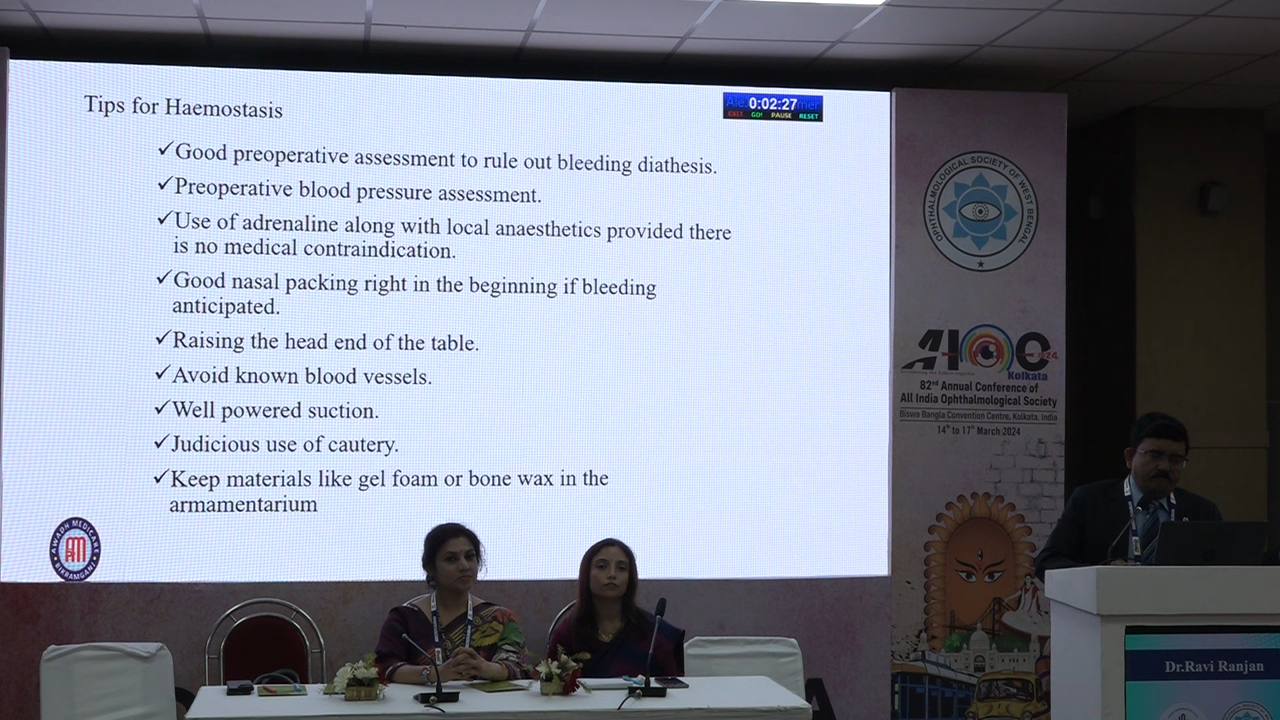 Tips for Haemostasis
0:02:27
EXIT GO! PAUSE RESET
✓Good preoperative assessment to rule out bleeding diathesis.
✓Preoperative blood pressure assessment.
✓Use of adrenaline along with local anaesthetics provided there
is no medical contraindication.
✓Good nasal packing right in the beginning if bleeding
anticipated.
✓Raising the head end of the table.
✓Avoid known blood vessels.
✓Well powered suction.
✓Judicious use of cautery.
✓Keep materials like gel foam or bone wax in the
armamentarium
AWADH MEDICARE
BIKRAMGANJ
OPHTHALMOLOGICAL SOCIETY OF WEST BENGAL
AIOC 2024
Kolkata
82nd Annual Conference of
All India Ophthalmological Society
Biswa Bangla Convention Centre, Kolkata, India
14th to 17th March 2024
Dr.Ravi Ranjan